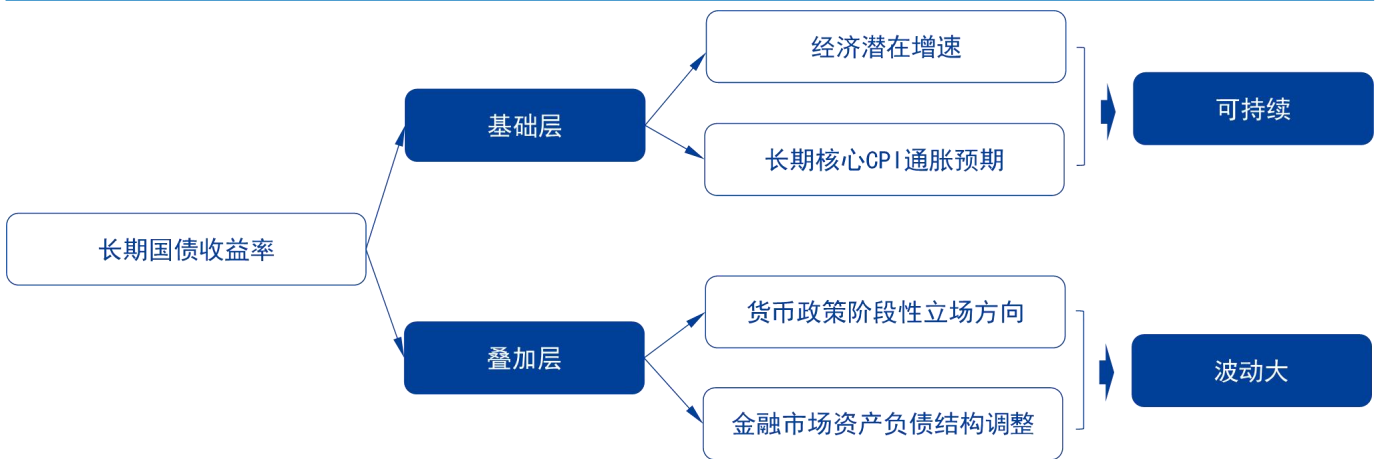 长期国债收益率
基础层
经济潜在增速
长期核心CPI通胀预期
可持续
叠加层
货币政策阶段性立场方向
金融市场资产负债结构调整
波动大